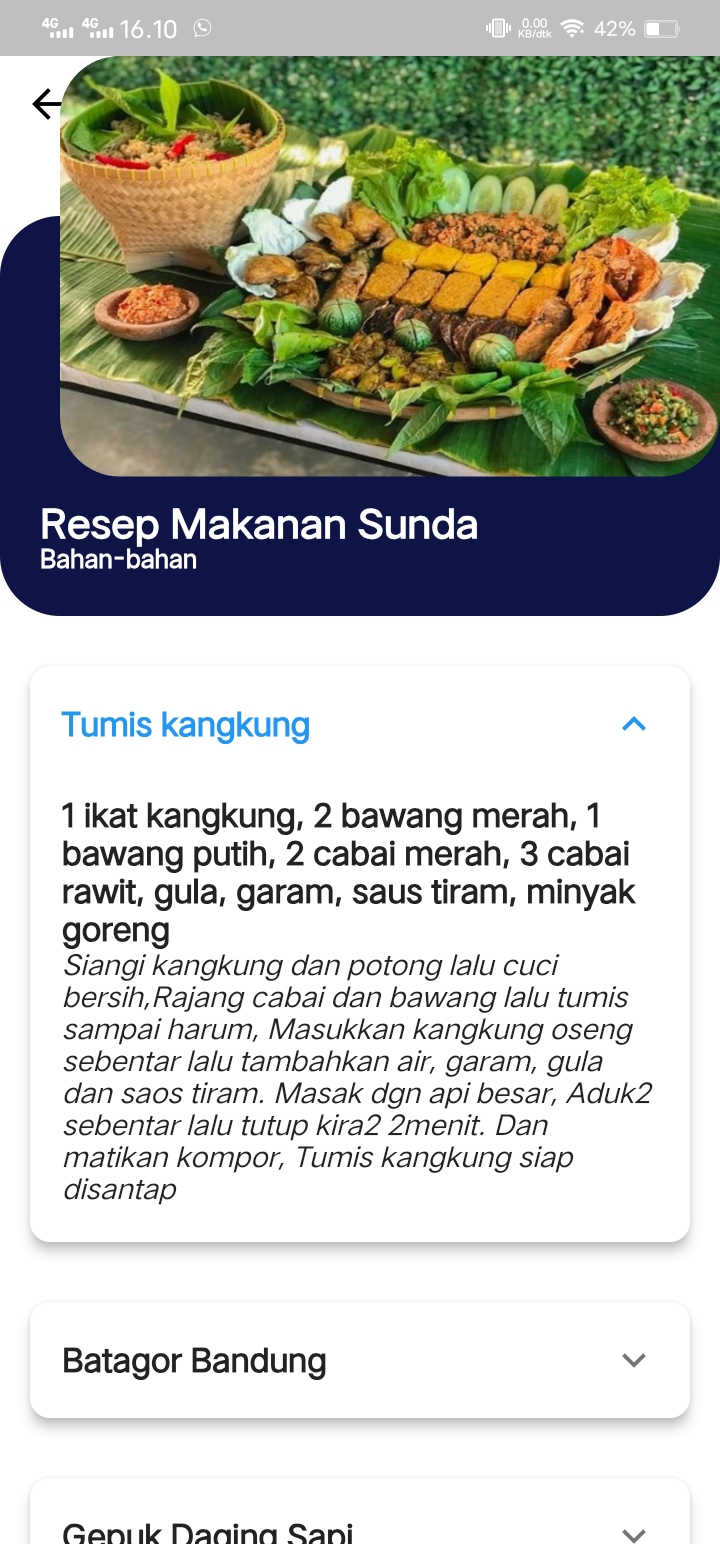 4G 4G 16.10 0.00 KB/dtk 42%
Resep Makanan Sunda
Bahan-bahan
Tumis kangkung
1 ikat kangkung, 2 bawang merah, 1
bawang putih, 2 cabai merah, 3 cabai
rawit, gula, garam, saus tiram, minyak
goreng
Siangi kangkung dan potong lalu cuci
bersih,Rajang cabai dan bawang lalu tumis
sampai harum, Masukkan kangkung oseng
sebentar lalu tambahkan air, garam, gula
dan saos tiram. Masak dgn api besar, Aduk2
sebentar lalu tutup kira2 2menit. Dan
matikan kompor, Tumis kangkung siap
disantap
Batagor Bandung
Gepuk Daging Sapi